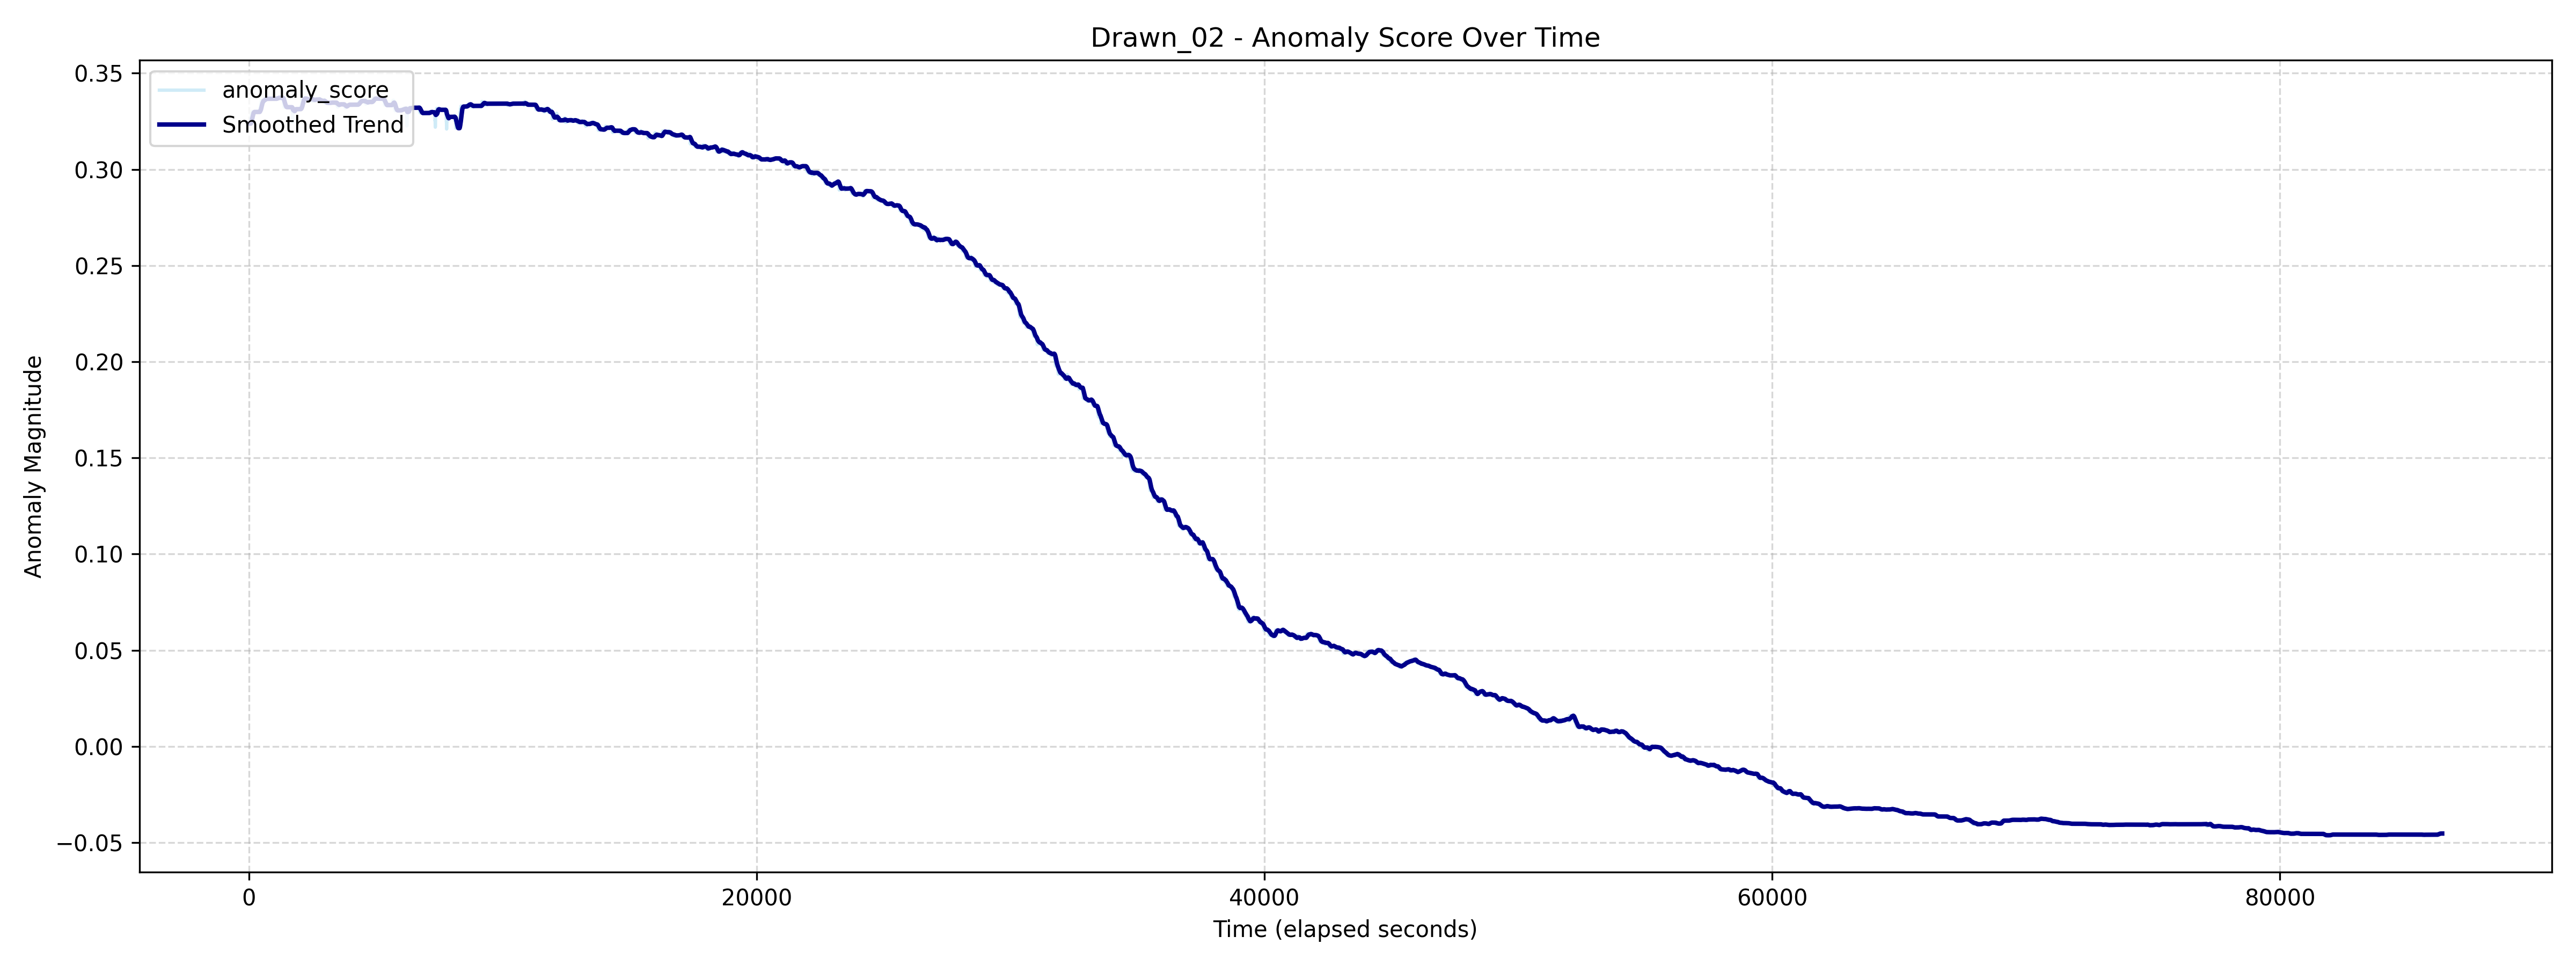 Drawn_02 - Anomaly Score Over Time
0.35
0.30
0.25
0.20
0.15
0.10
0.05
0.00
−0.05
Anomaly Magnitude
anomaly_score
Smoothed Trend
0
20000
40000
60000
80000
Time (elapsed seconds)